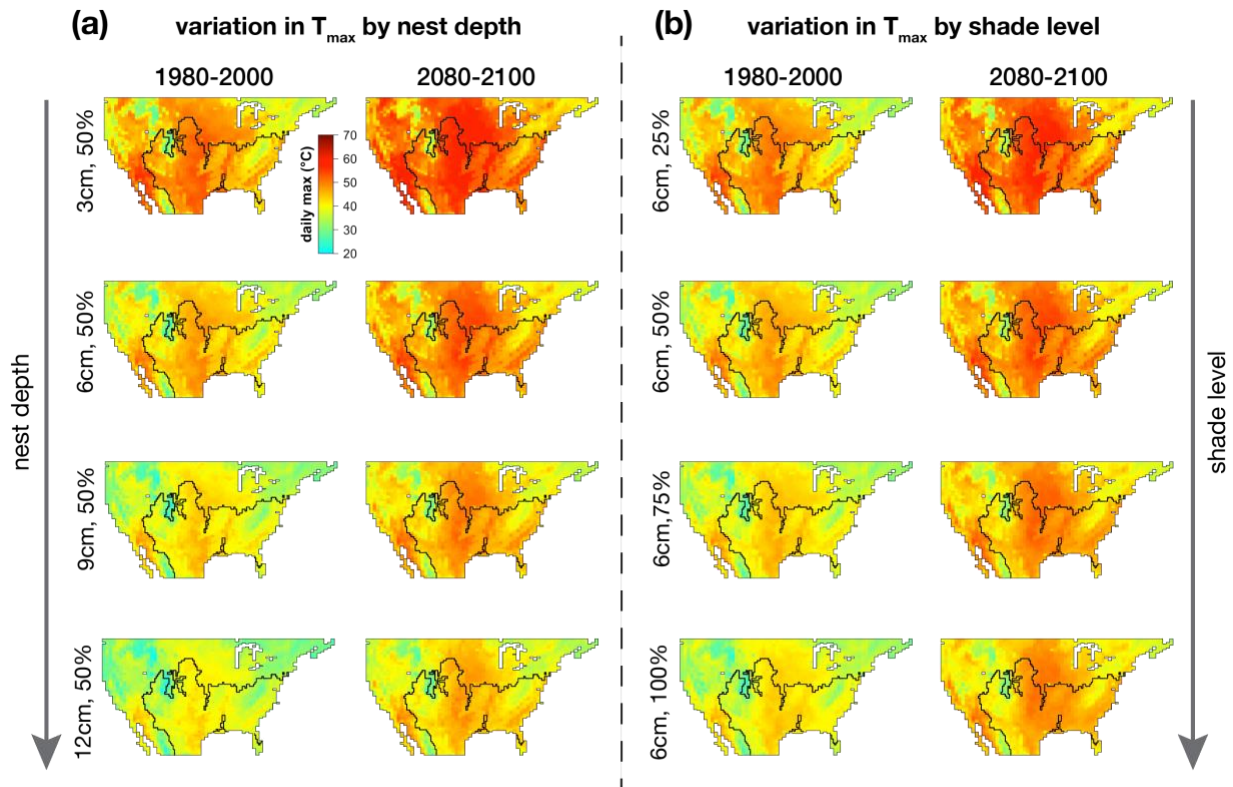 (a) variation in Tmax by nest depth
1980-2000 2080-2100
3cm, 50%
6cm, 50%
9cm, 50%
12cm, 50%
nest depth
daily max (°C)
70
60
50
40
30
20
(b) variation in Tmax by shade level
1980-2000 2080-2100
6cm, 25%
6cm, 50%
6cm,75%
6cm, 100%
shade level